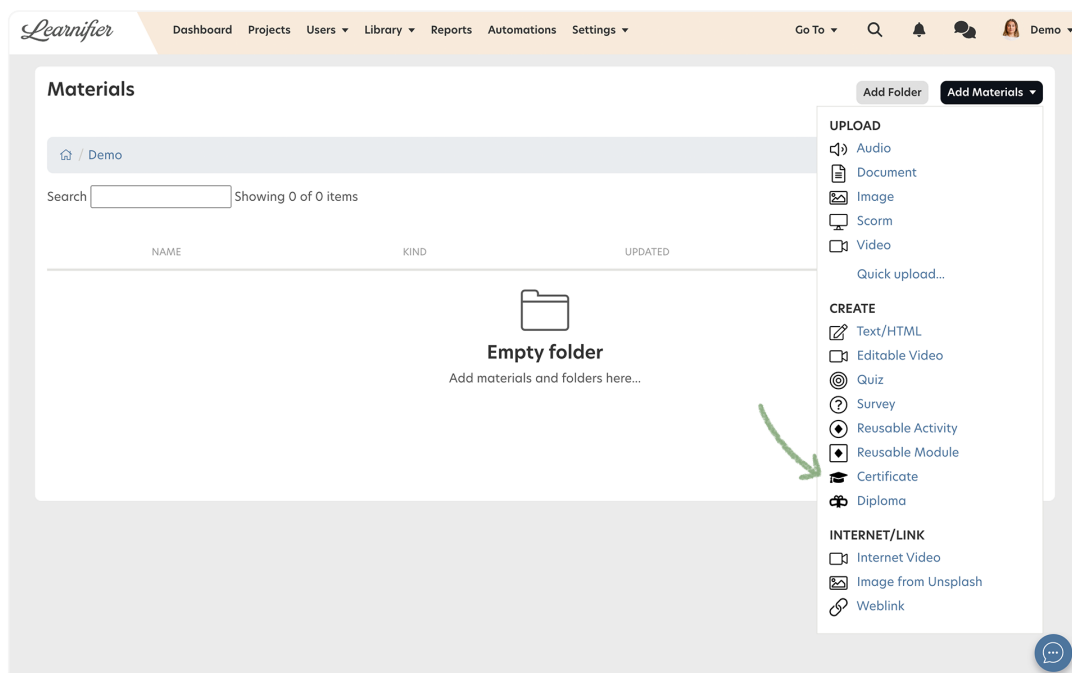 Learnifier Dashboard Projects Users Library Reports Automations Settings Go To Demo
Materials
Add Folder Add Materials
/ Demo
Search Showing 0 of 0 items
NAME KIND UPDATED
Empty folder
Add materials and folders here...
UPLOAD
Audio
Document
Image
Scorm
Video
Quick upload...
CREATE
Text/HTML
Editable Video
Quiz
Survey
Reusable Activity
Reusable Module
Certificate
Diploma
INTERNET/LINK
Internet Video
Image from Unsplash
Weblink